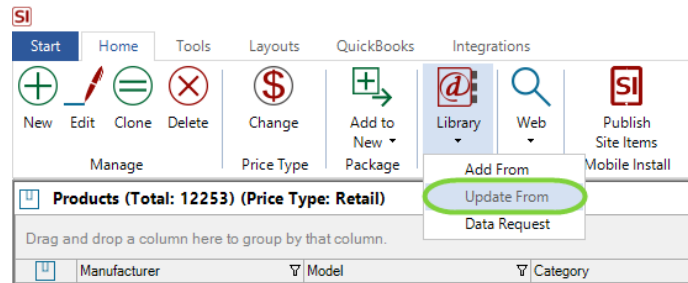 SI
Start Home Tools Layouts QuickBooks Integrations
SI
New Edit Clone Delete Change Add to New Library Web Publish Site Items
Manage Price Type Package Mobile Install
Add From
Update From
Data Request
Products (Total: 12253) (Price Type: Retail)
Drag and drop a column here to group by that column.
Manufacturer Model Category